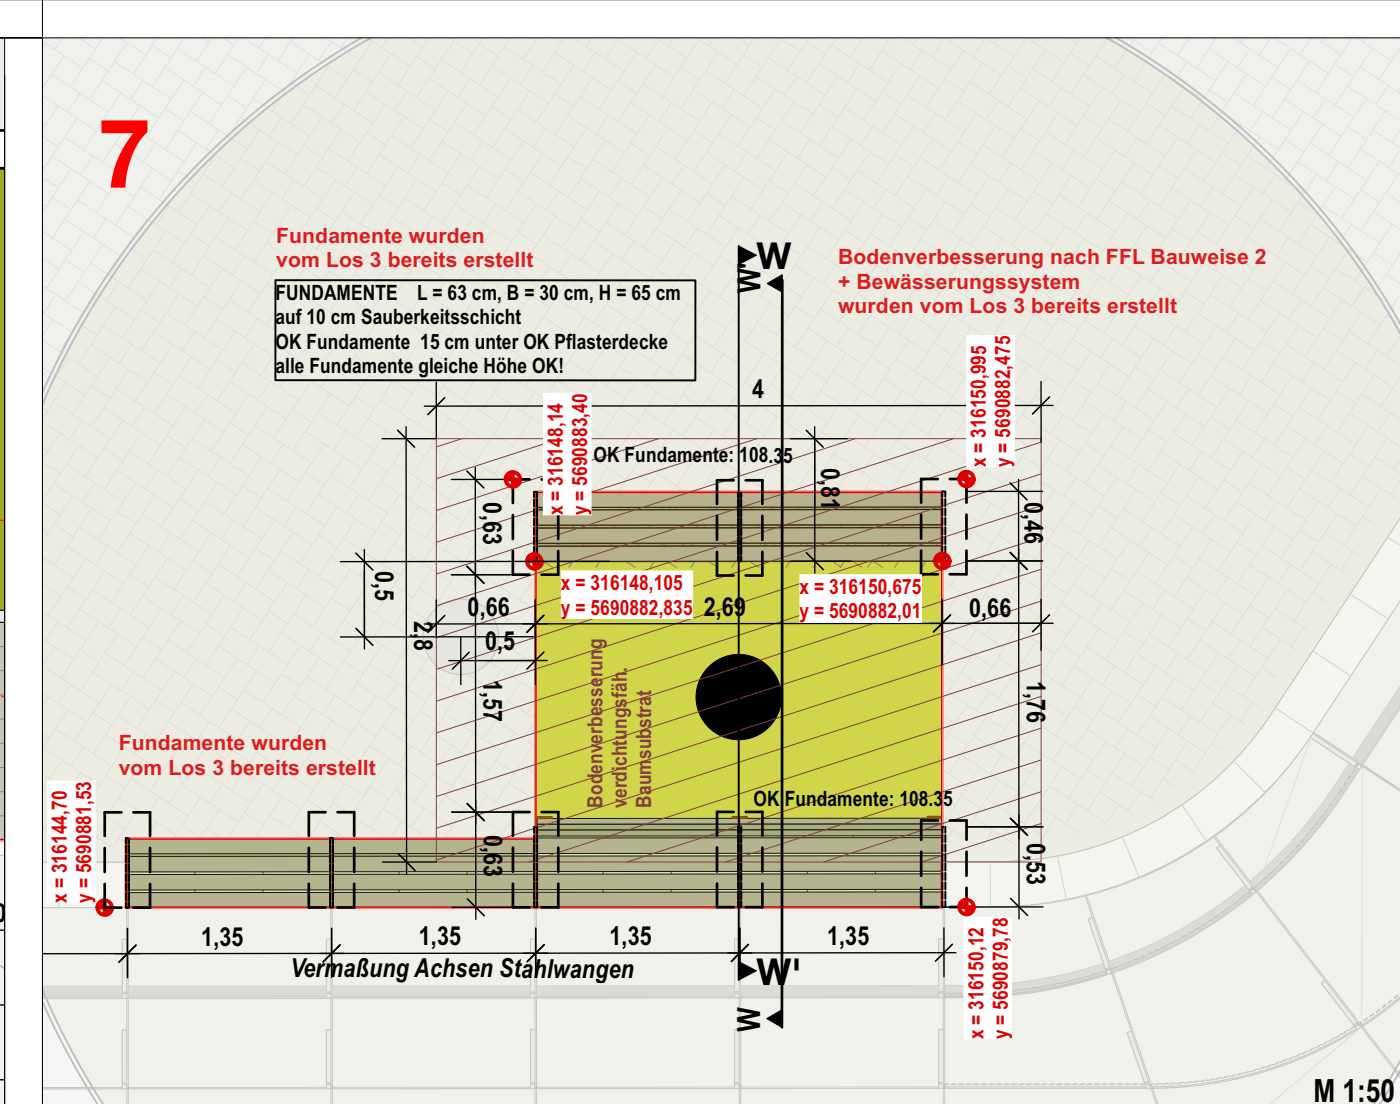 7
Fundamente wurden
vom Los 3 bereits erstellt
FUNDAMENTE L = 63 cm, B = 30 cm, H = 65 cm
auf 10 cm Sauberkeitsschicht
OK Fundamente 15 cm unter OK Pflasterdecke
alle Fundamente gleiche Höhe OK!
W
W'
Bodenverbesserung nach FFL Bauweise 2
+ Bewässerungssystem
wurden vom Los 3 bereits erstellt
4
x = 316148,14
y = 5690883,40
x = 316150,995
y = 5690882,475
OK Fundamente: 108.35
0,81
0,63
0,46
0,5
x = 316148,105
y = 5690882,835
x = 316150,675
y = 5690882,01
0,66
2,69
0,66
2,8
0,5
1,57
1,76
Bodenverbesserung
verdichtungsfäh.
Baumsubstrat
Fundamente wurden
vom Los 3 bereits erstellt
x = 316144,70
y = 5690881,53
OK Fundamente: 108.35
0,63
0,53
1,35
1,35
1,35
1,35
Vermaßung Achsen Stahlwangen
W'
W
x = 316150,12
y = 5690879,78
M 1:50